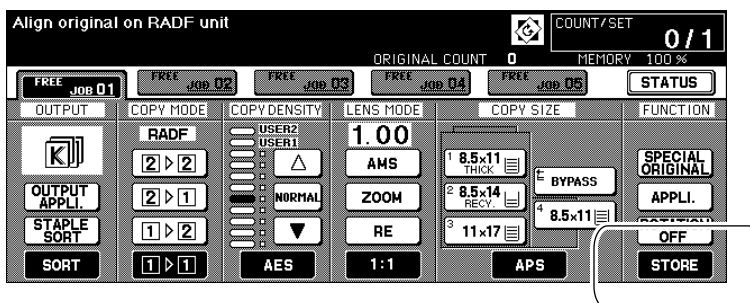 Align original on RADF unit
COUNT/SET
0/1
ORIGINAL COUNT 0 MEMORY 100 %
FREE JOB 01
FREE JOB 02
FREE JOB 03
FREE JOB 04
FREE JOB 05
STATUS
OUTPUT
COPY MODE
COPY DENSITY
LENS MODE
COPY SIZE
FUNCTION
K
OUTPUT
APPLI.
STAPLE
SORT
SORT
RADF
2▷2
2▷1
1▷2
1▷1
USER2
USER1
△
NORMAL
▼
AES
1.00
AMS
ZOOM
RE
1:1
1 8.5x11
THICK
2 8.5x14
RECY.
3 11x17
BYPASS
4 8.5x11
APS
SPECIAL
ORIGINAL
APPLI.
ROTATION
OFF
STORE